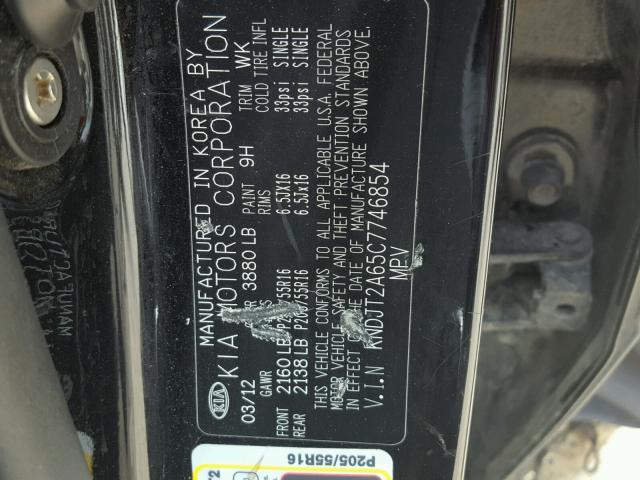 MANUFACTURED IN KOREA BY
KIA MOTORS CORPORATION
03/12 3880 LB PAINT 9H TRIM WK
GAWR RIMS COLD TIRE INFL
FRONT 2160 LB 6.5JX16 33psi SINGLE
REAR 2138 LB P205/55R16 6.5Jx16 33psi SINGLE
THIS VEHICLE CONFORMS TO ALL APPLICABLE U.S.A. FEDERAL
MOTOR VEHICLE SAFETY AND THEFT PREVENTION STANDARDS
IN EFFECT ON THE DATE OF MANUFACTURE SHOWN ABOVE.
V.I.N KNDJT2A65C7746854
MPV
P205/55R16